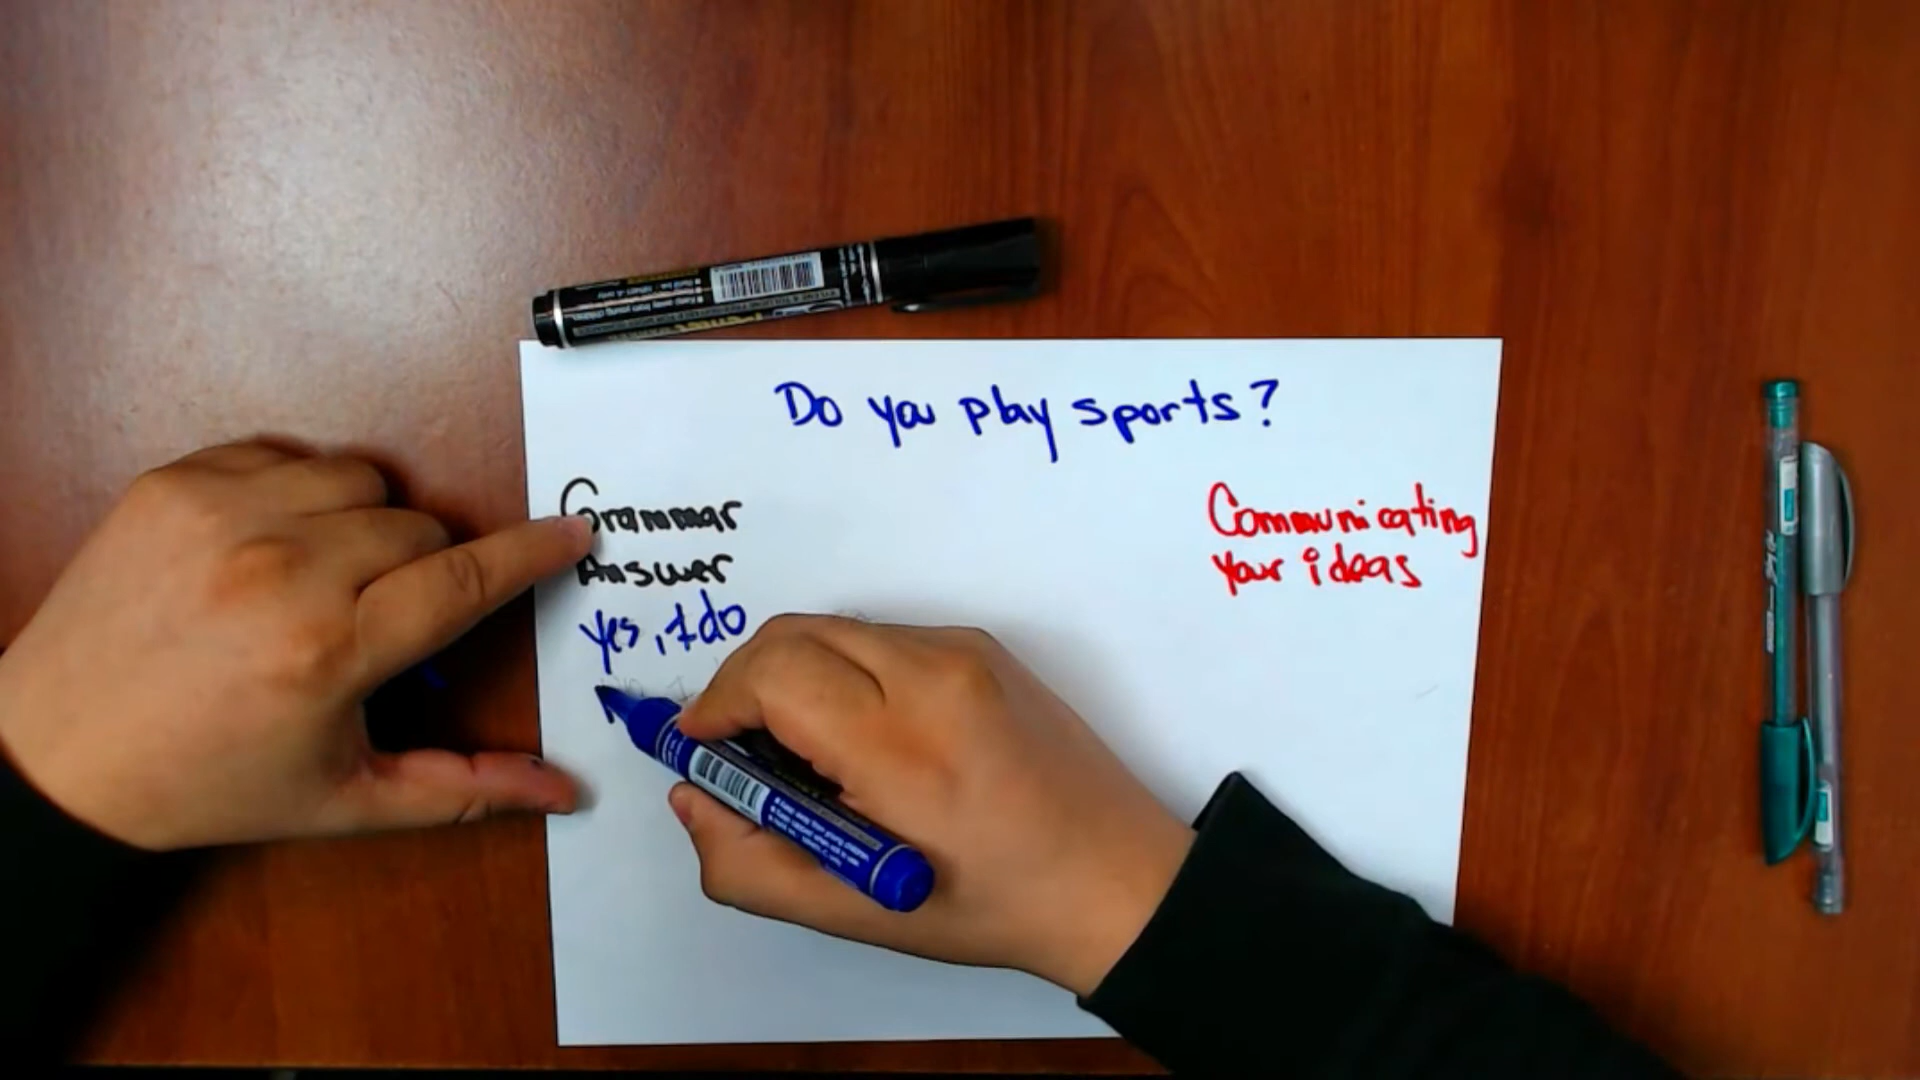 Do you play sports?
Grammar
Answer
Yes, I do
Communicating
your ideas